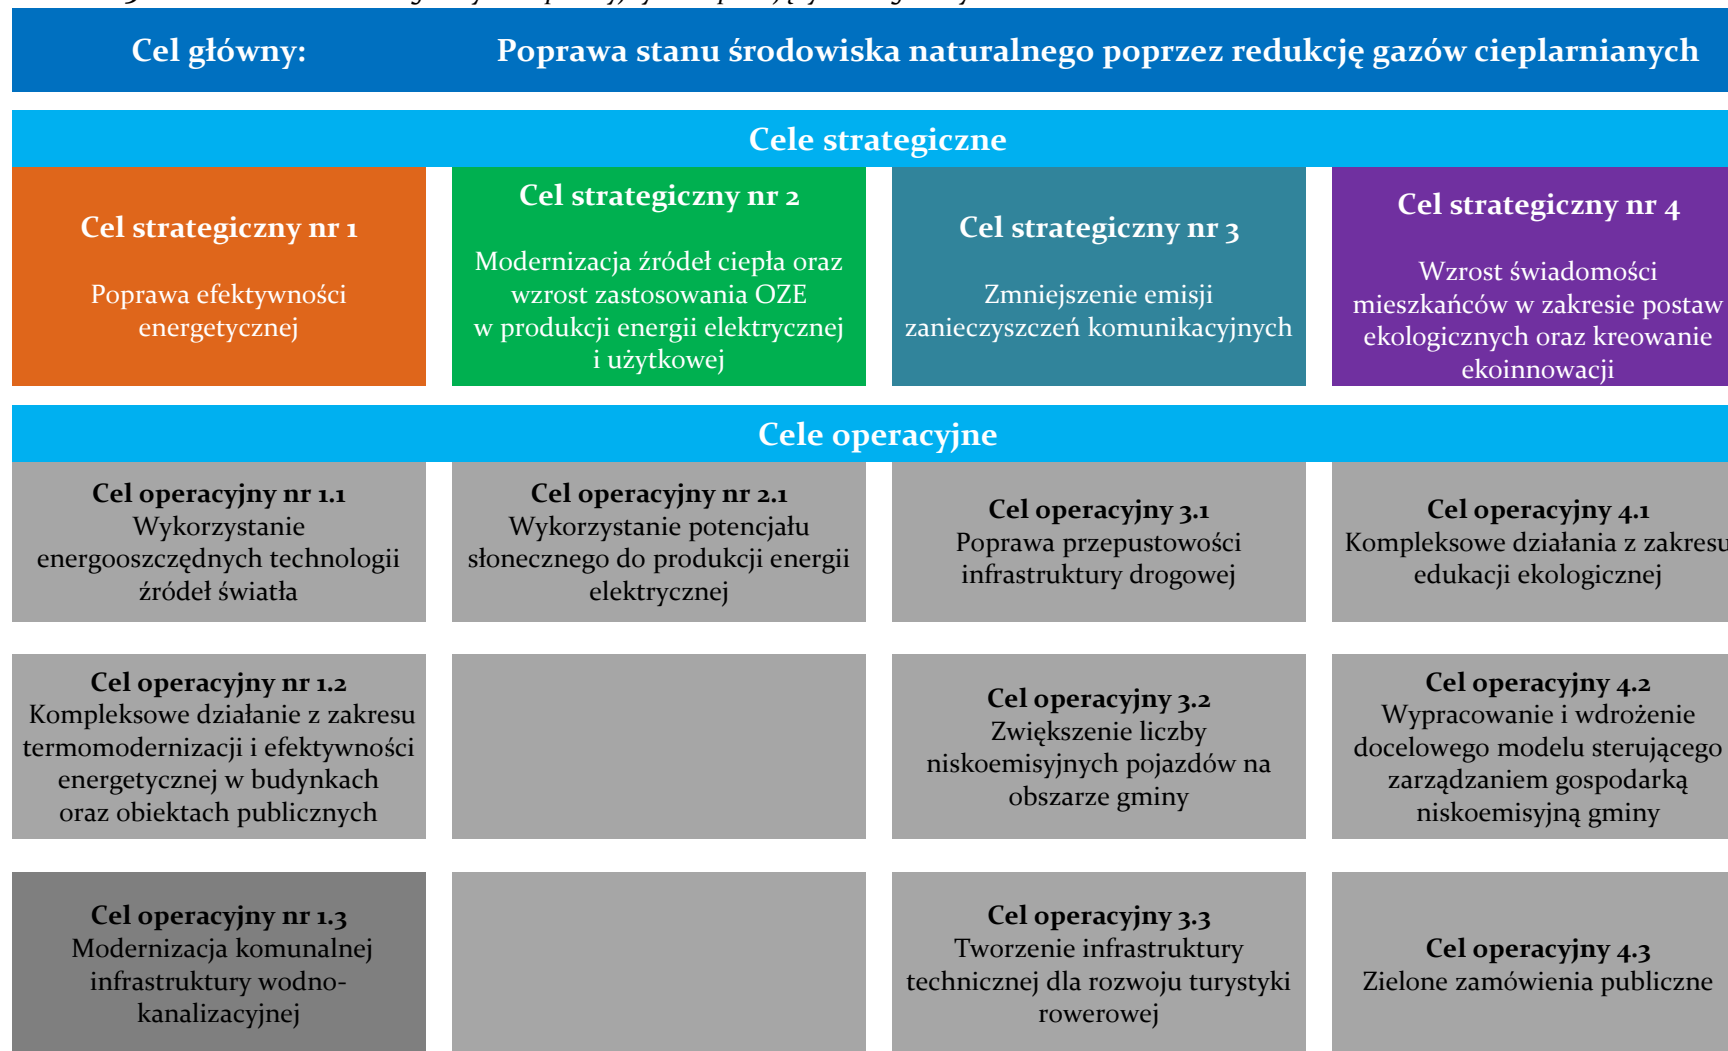 Cel główny: Poprawa stanu środowiska naturalnego poprzez redukcję gazów cieplarnianych
Cele strategiczne
Cel strategiczny nr 1
Poprawa efektywności
energetycznej
Cel strategiczny nr 2
Modernizacja źródeł ciepła oraz
wzrost zastosowania OZE
w produkcji energii elektrycznej
i użytkowej
Cel strategiczny nr 3
Zmniejszenie emisji
zanieczyszczeń komunikacyjnych
Cel strategiczny nr 4
Wzrost świadomości
mieszkańców w zakresie postaw
ekologicznych oraz kreowanie
ekoinnowacji
Cele operacyjne
Cel operacyjny nr 1.1
Wykorzystanie
energooszczędnych technologii
źródeł światła
Cel operacyjny nr 2.1
Wykorzystanie potencjału
słonecznego do produkcji energii
elektrycznej
Cel operacyjny 3.1
Poprawa przepustowości
infrastruktury drogowej
Cel operacyjny 4.1
Kompleksowe działania z zakresu
edukacji ekologicznej
Cel operacyjny nr 1.2
Kompleksowe działanie z zakresu
termomodernizacji i efektywności
energetycznej w budynkach
oraz obiektach publicznych
Cel operacyjny 3.2
Zwiększenie liczby
niskoemisyjnych pojazdów na
obszarze gminy
Cel operacyjny 4.2
Wypracowanie i wdrożenie
docelowego modelu sterującego
zarządzaniem gospodarką
niskoemisyjną gminy
Cel operacyjny nr 1.3
Modernizacja komunalnej
infrastruktury wodno-
kanalizacyjnej
Cel operacyjny 3.3
Tworzenie infrastruktury
technicznej dla rozwoju turystyki
rowerowej
Cel operacyjny 4.3
Zielone zamówienia publiczne